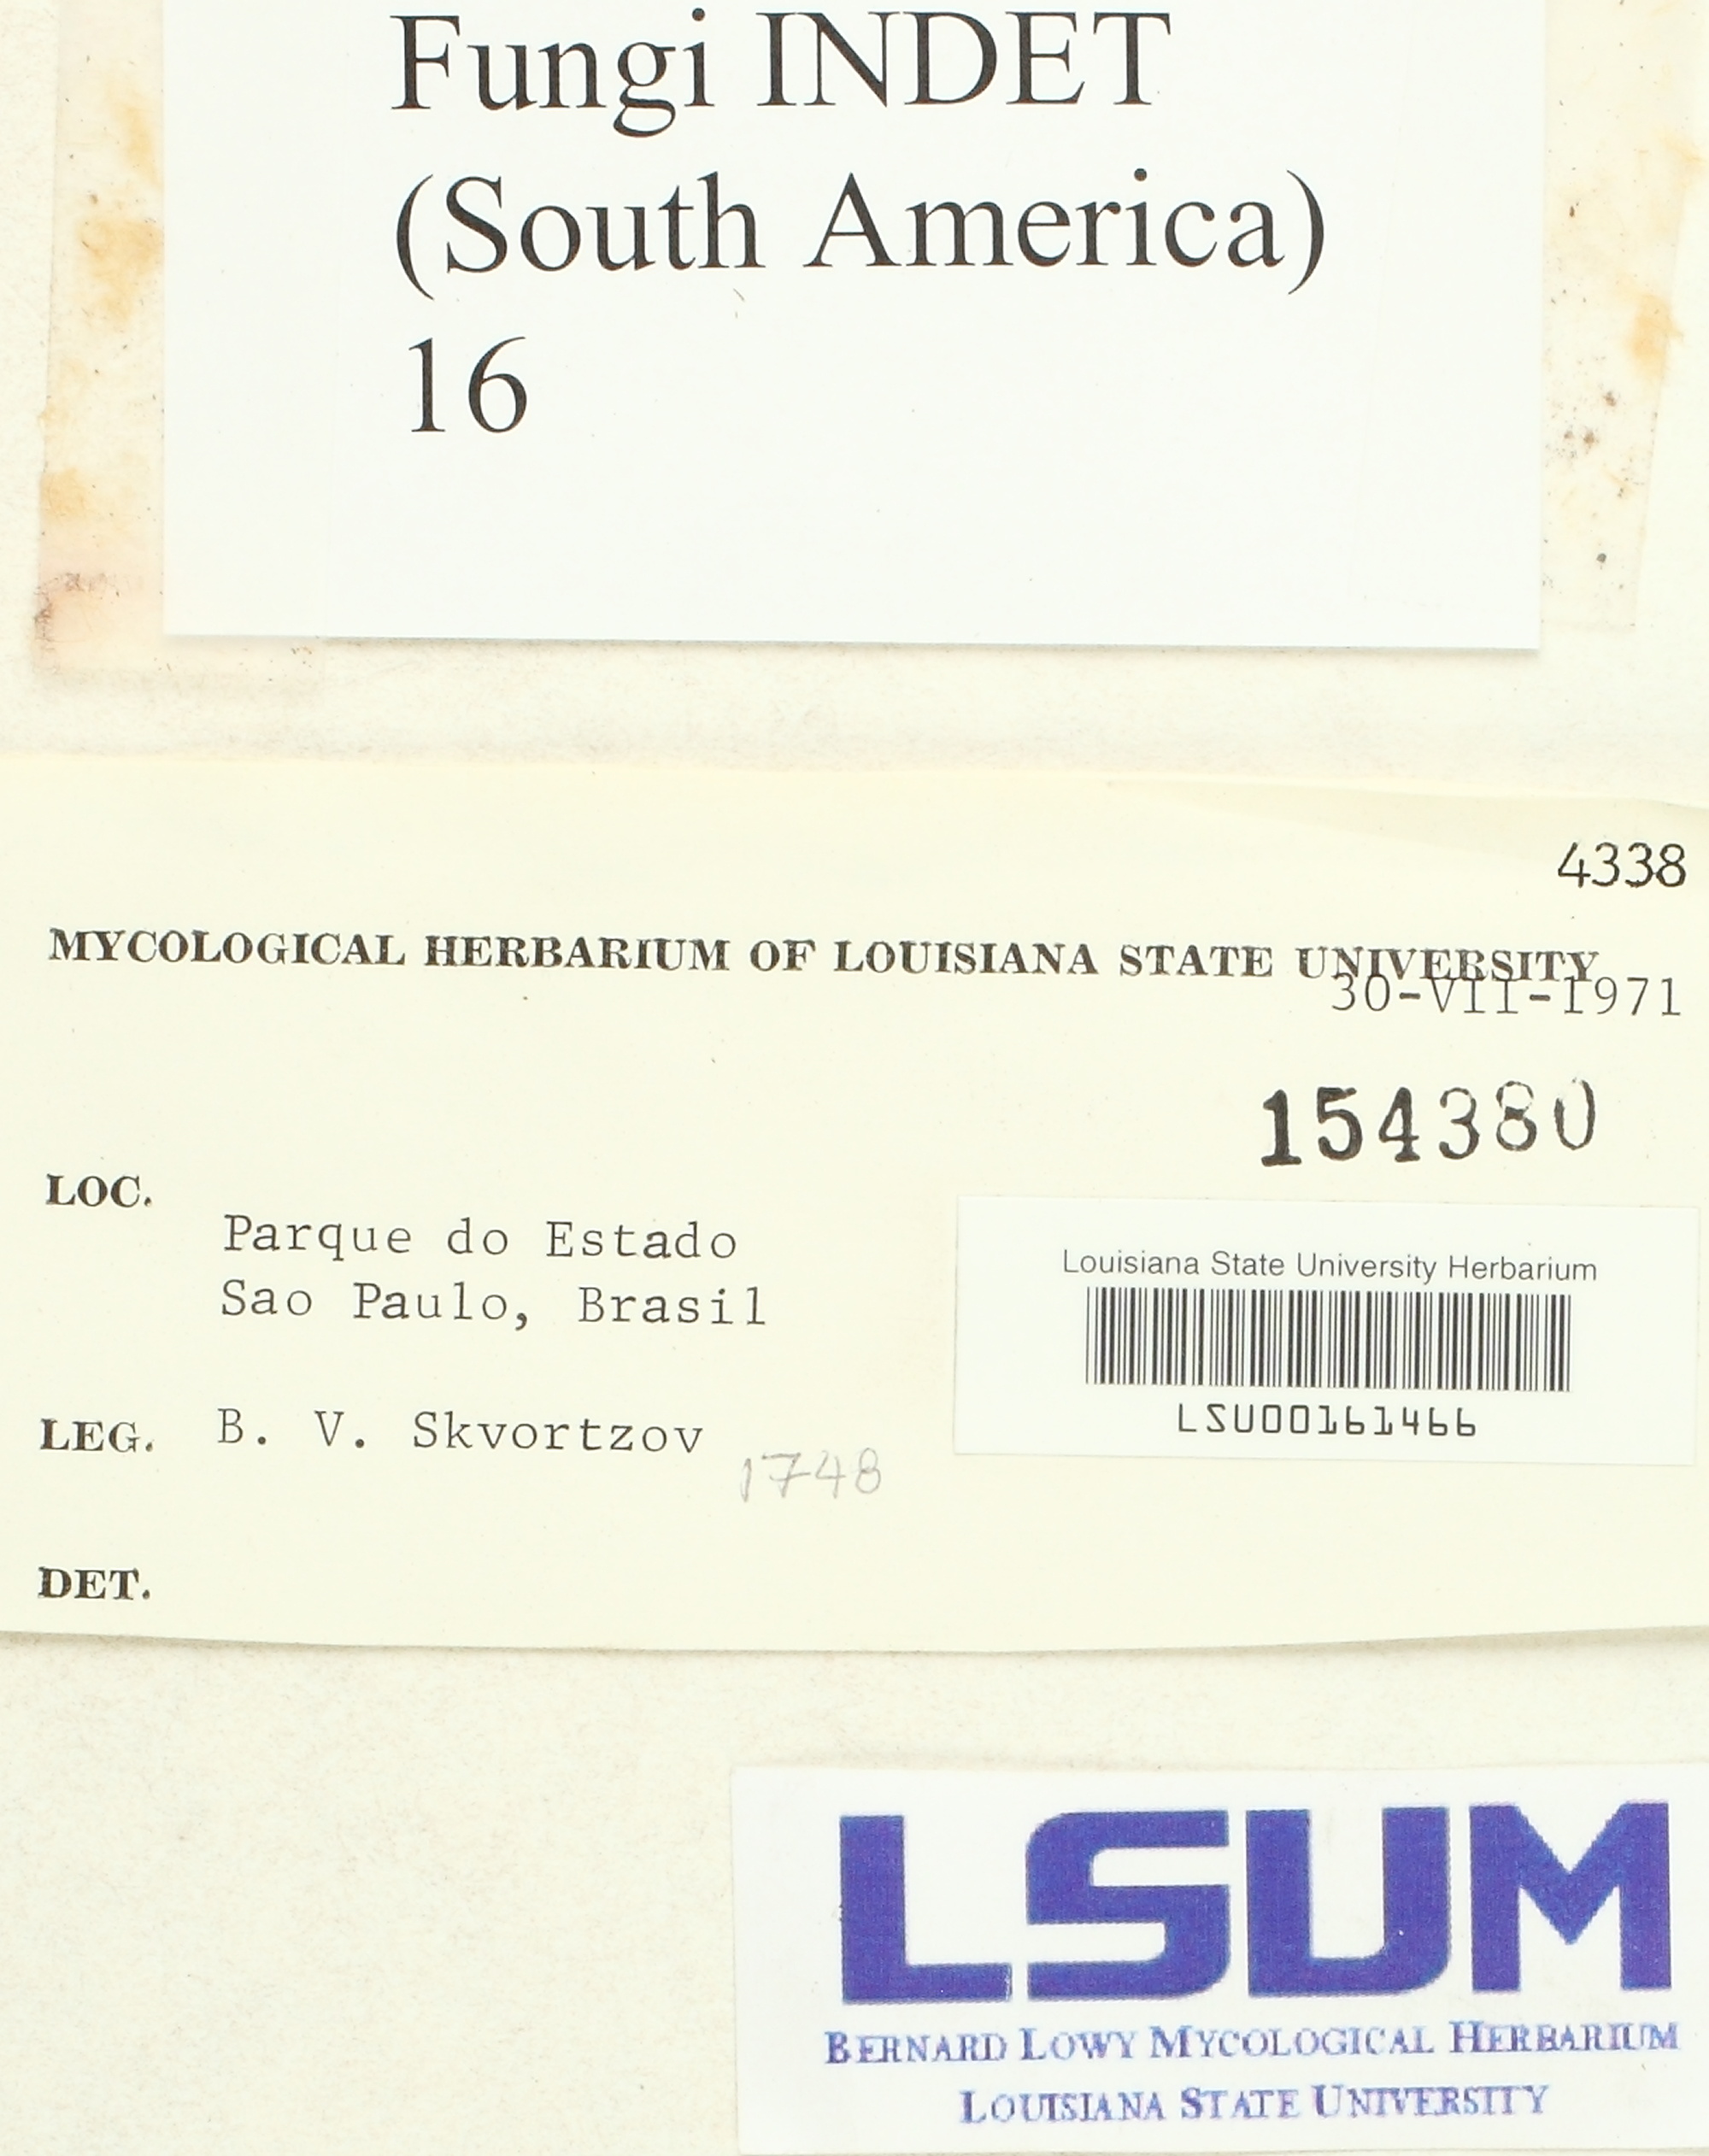 Fungi INDET
(South America)
16
4338
MYCOLOGICAL HERBARIUM OF LOUISIANA STATE UNIVERSITY
30-VII-1971
154380
LOC.
Parque do Estado
Sao Paulo, Brasil
Louisiana State University Herbarium
LSU00161466
LEG. B. V. Skvortzov
1748
DET.
LSUM
BERNARD LOWY MYCOLOGICAL HERBARIUM
LOUISIANA STATE UNIVERSITY